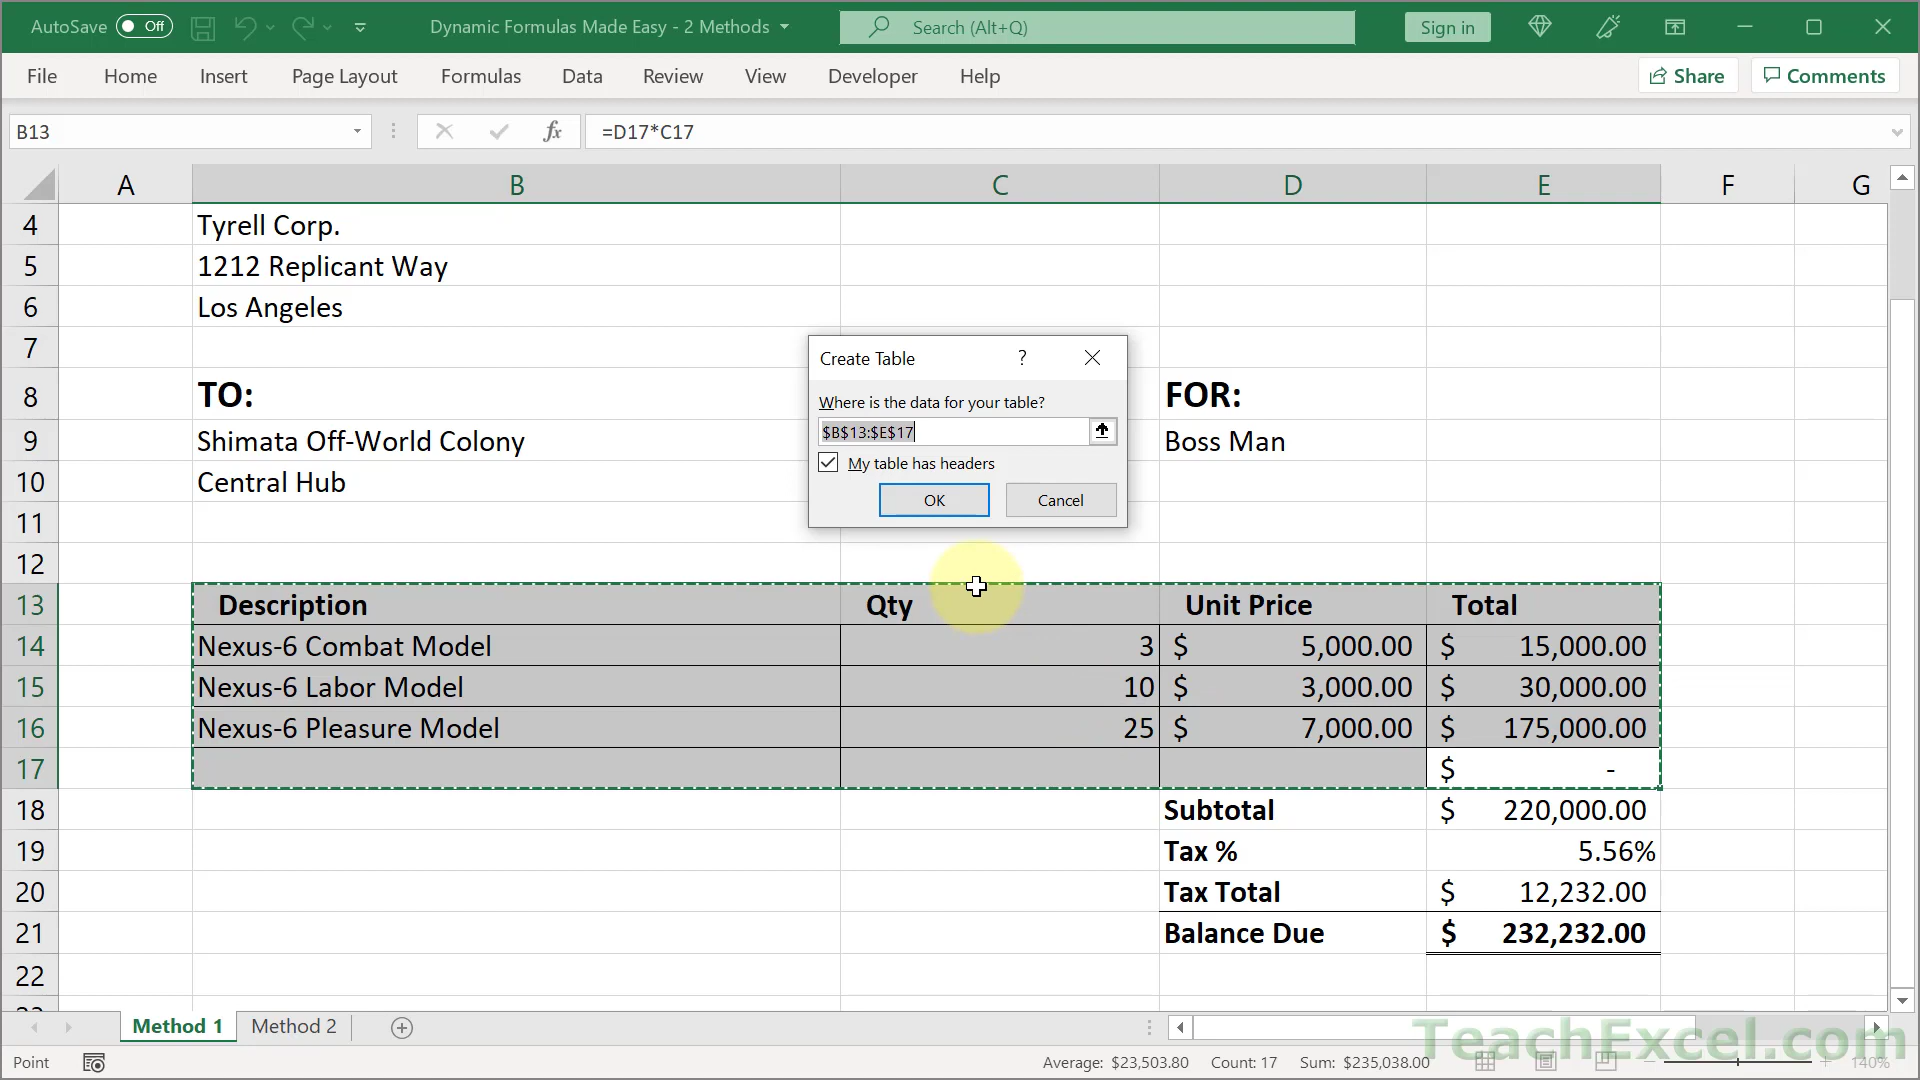 AutoSave Off Dynamic Formulas Made Easy - 2 Methods Search (Alt+Q) Sign in
File Home Insert Page Layout Formulas Data Review View Developer Help Share Comments
B13 fx =D17*C17
A B C D E F G
4 Tyrell Corp.
5 1212 Replicant Way
6 Los Angeles
7
8 TO: FOR:
9 Shimata Off-World Colony Boss Man
10 Central Hub
11
12
Create Table ?
Where is the data for your table?
$B$13:$E$17
My table has headers
OK Cancel
13 Description Qty Unit Price Total
14 Nexus-6 Combat Model 3 $ 5,000.00 $ 15,000.00
15 Nexus-6 Labor Model 10 $ 3,000.00 $ 30,000.00
16 Nexus-6 Pleasure Model 25 $ 7,000.00 $ 175,000.00
17 $ -
18 Subtotal $ 220,000.00
19 Tax % 5.56%
20 Tax Total $ 12,232.00
21 Balance Due $ 232,232.00
22
Method 1 Method 2
TeachExcel.com
Point Average: $23,503.80 Count: 17 Sum: $235,038.00 140%